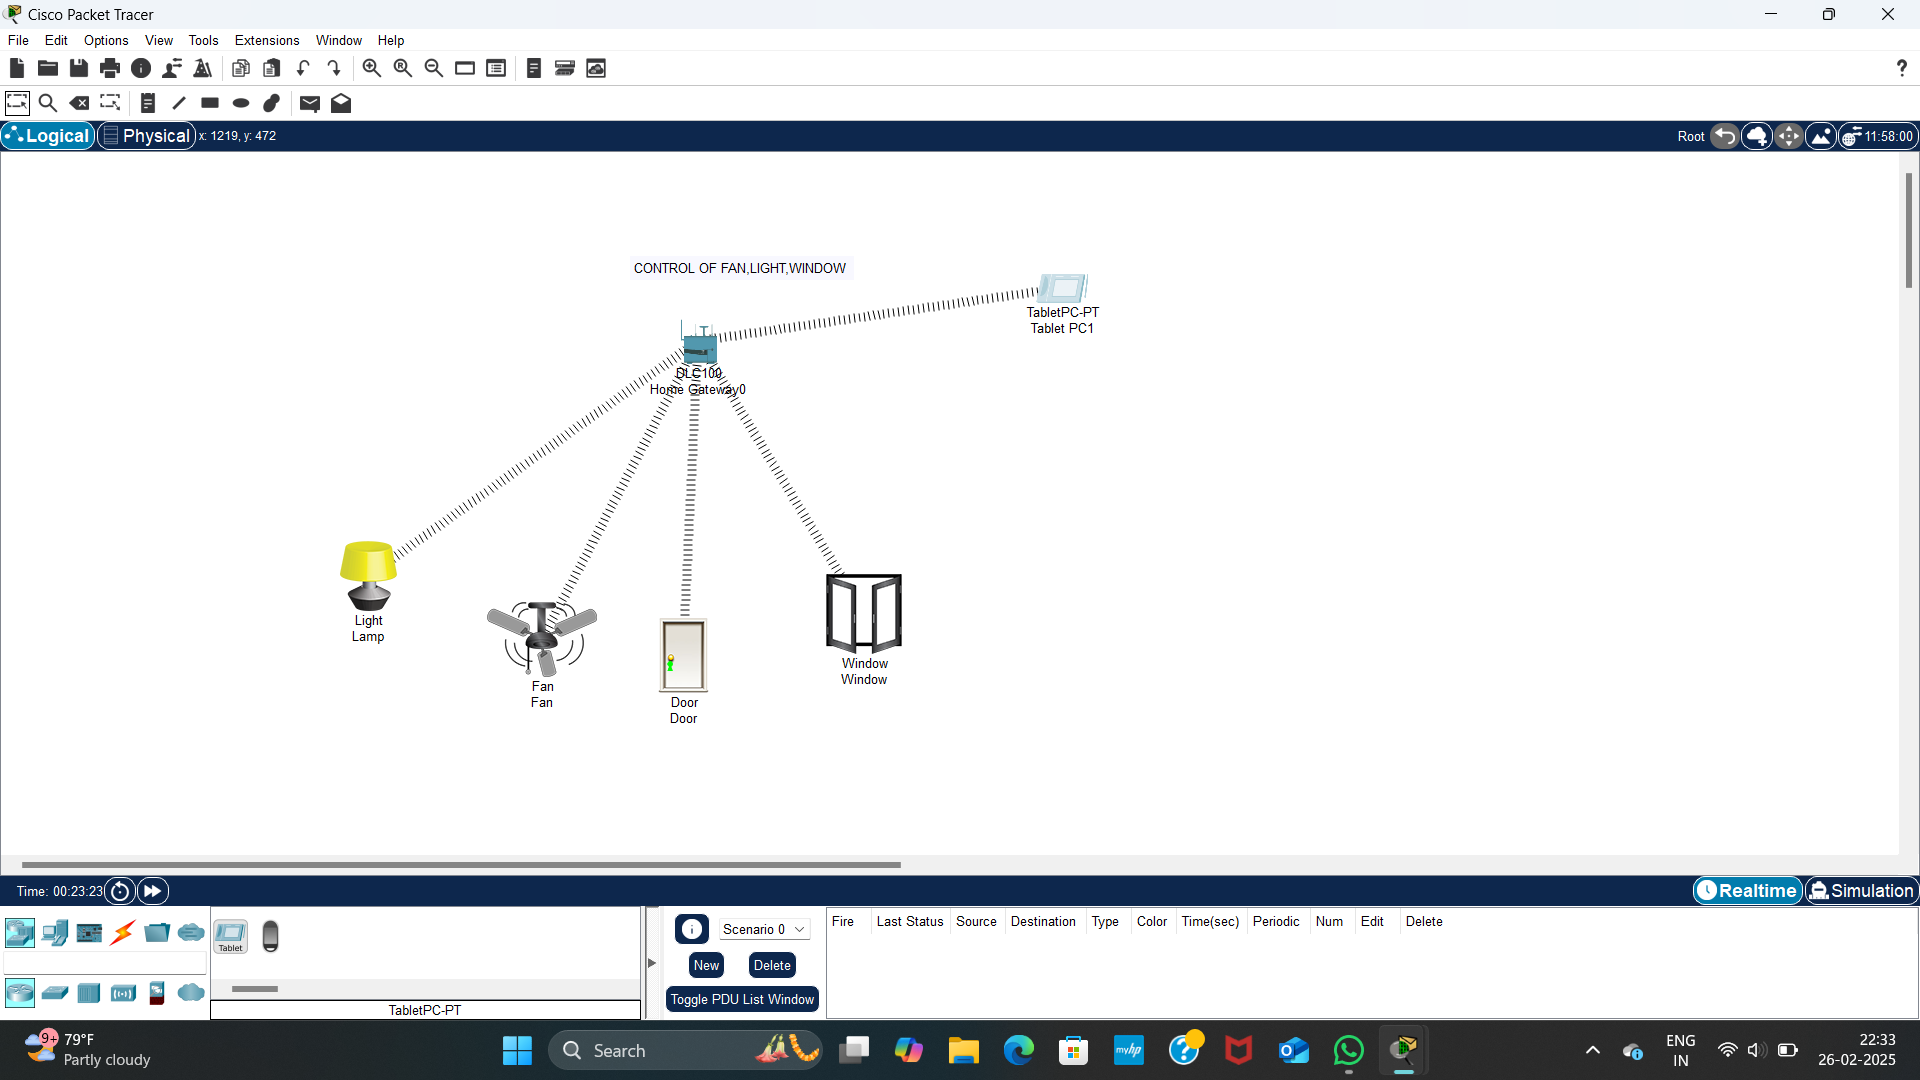 Cisco Packet Tracer
File Edit Options View Tools Extensions Window Help
?
Logical Physical x: 1219, y: 472 Root 11:58:00
CONTROL OF FAN,LIGHT,WINDOW
TabletPC-PT
Tablet PC1
DLC100
Home Gateway0
Light
Lamp
Fan
Fan
Door
Door
Window
Window
Time: 00:23:23 Realtime Simulation
Tablet
TabletPC-PT
Scenario 0
New Delete
Toggle PDU List Window
Fire Last Status Source Destination Type Color Time(sec) Periodic Num Edit Delete
9+ 79°F
Partly cloudy
Search
myhp
ENG
IN
22:33
26-02-2025